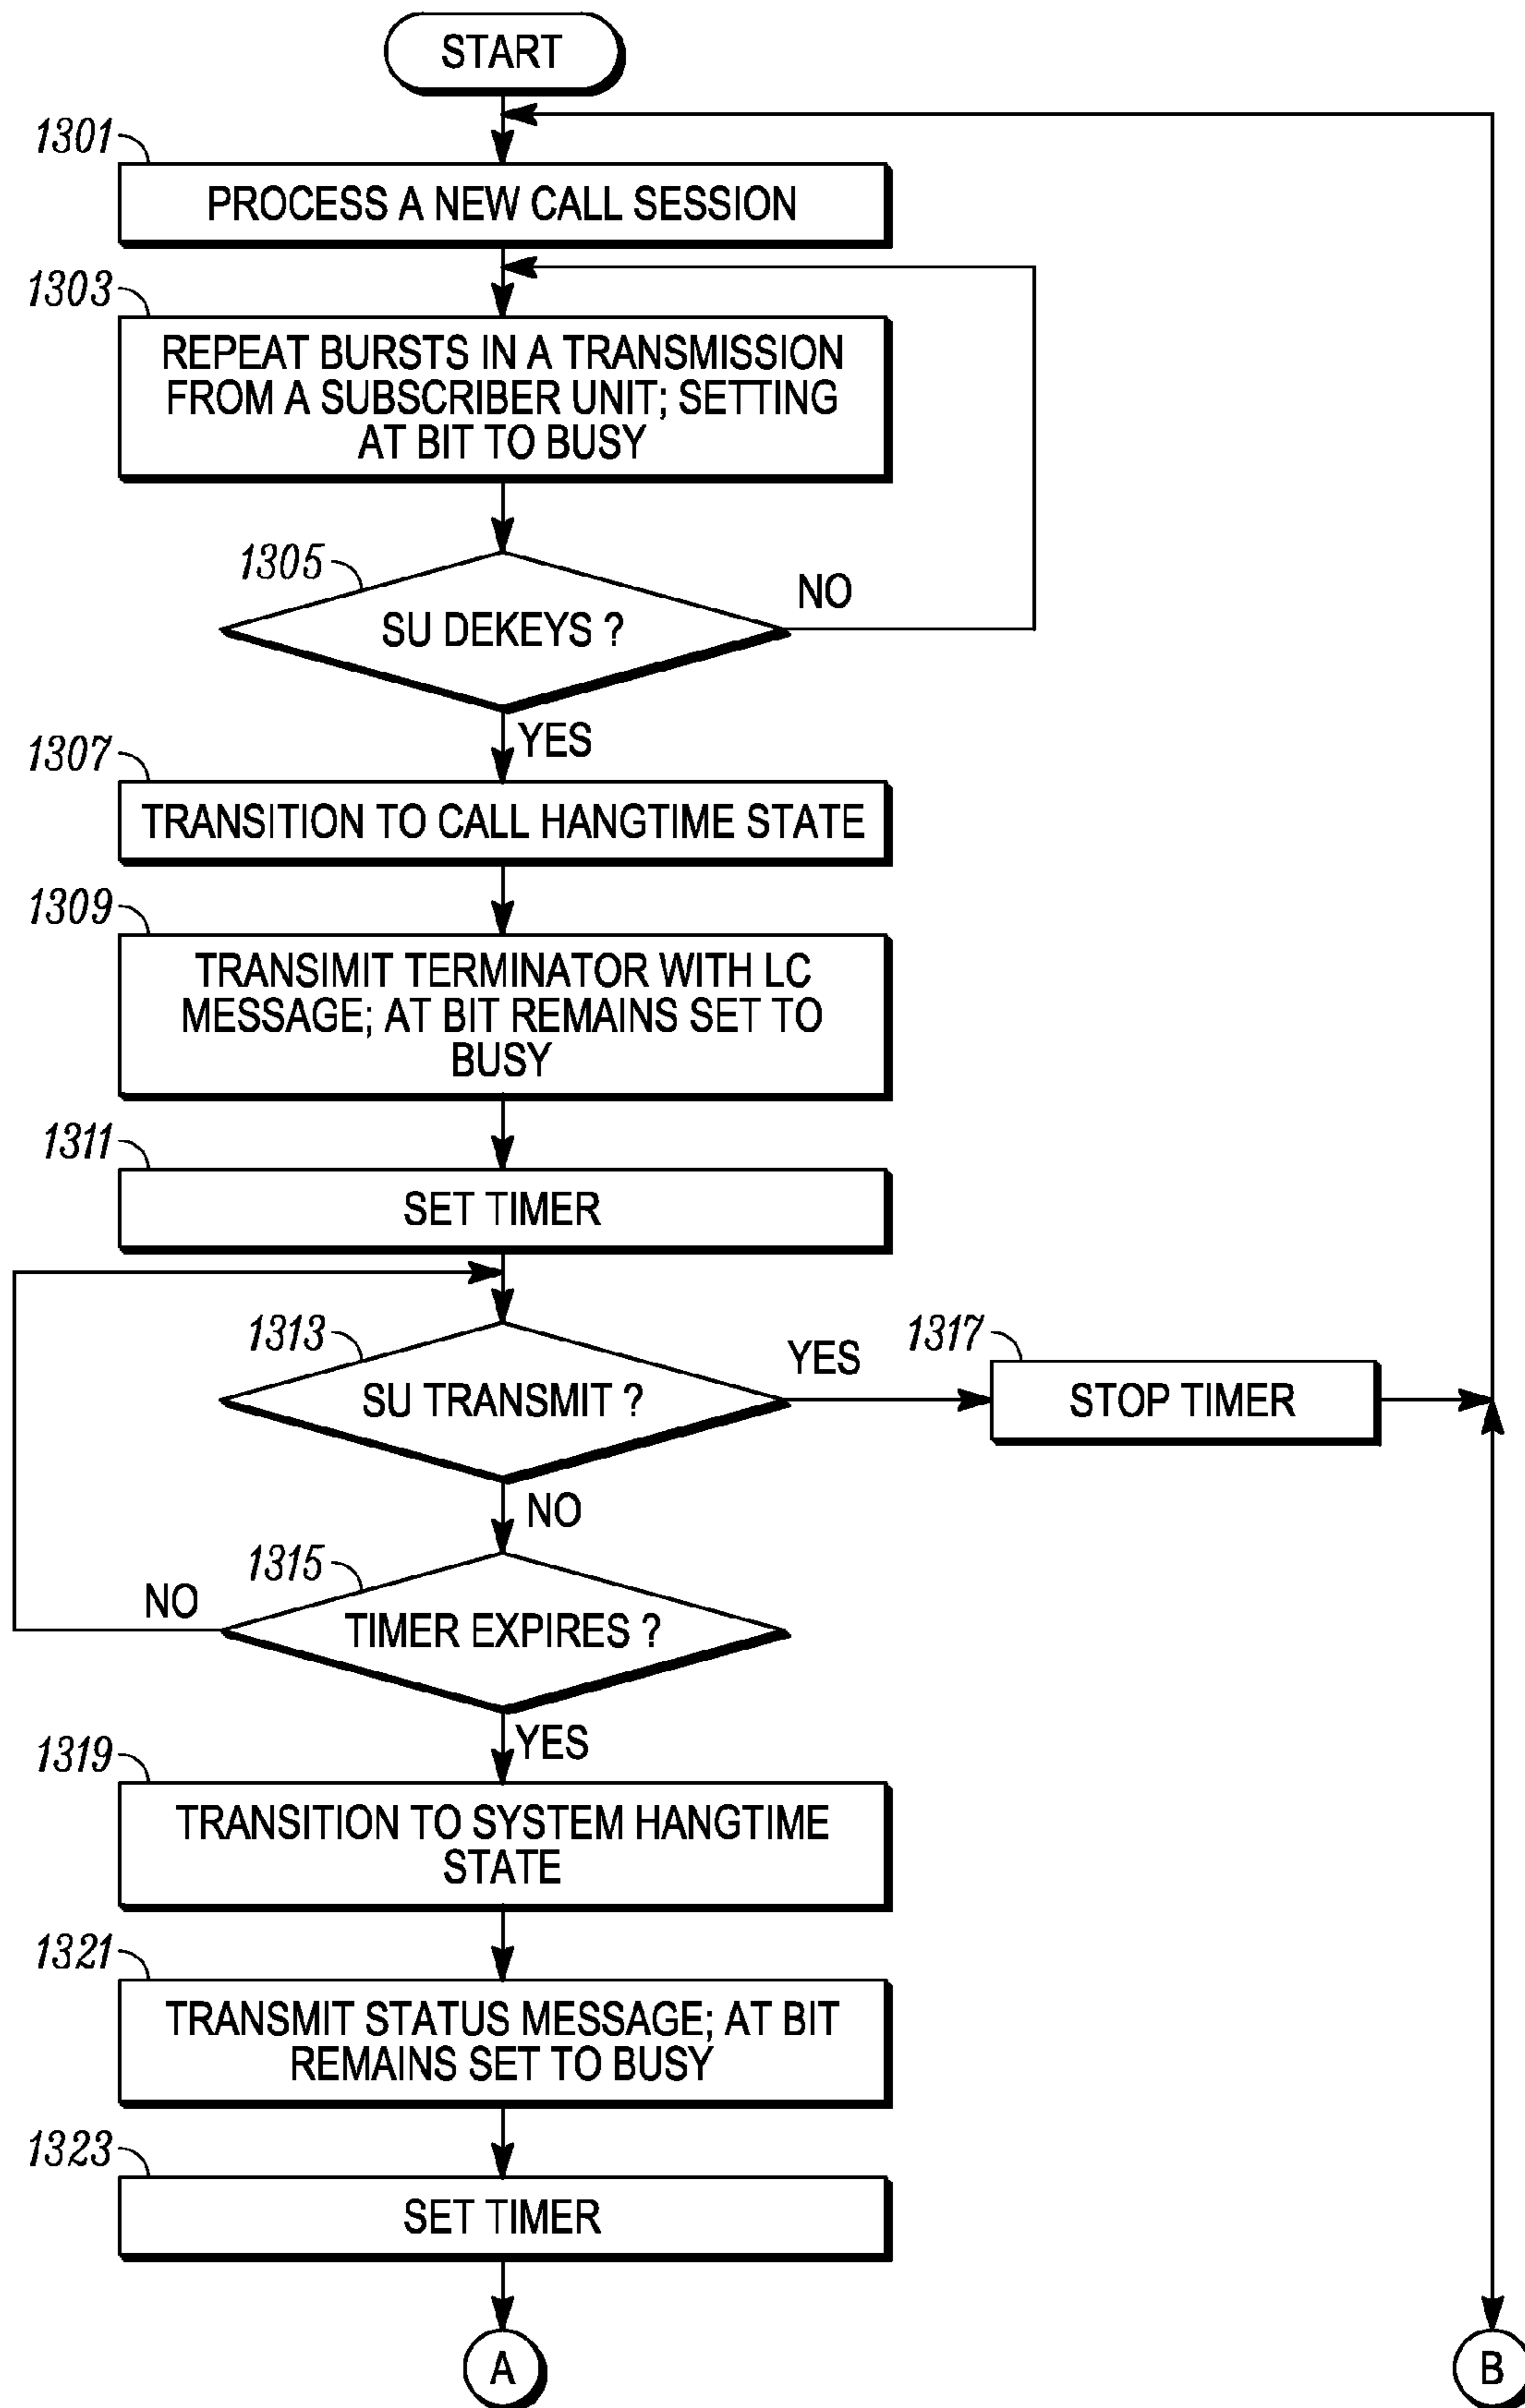 START
1301
PROCESS A NEW CALL SESSION
1303
REPEAT BURSTS IN A TRANSMISSION
FROM A SUBSCRIBER UNIT; SETTING
AT BIT TO BUSY
1305
SU DEKEYS ?
NO
YES
1307
TRANSITION TO CALL HANGTIME STATE
1309
TRANSIMIT TERMINATOR WITH LC
MESSAGE; AT BIT REMAINS SET TO
BUSY
1311
SET TIMER
1313
SU TRANSMIT ?
YES
1317
STOP TIMER
NO
1315
TIMER EXPIRES ?
NO
YES
1319
TRANSITION TO SYSTEM HANGTIME
STATE
1321
TRANSMIT STATUS MESSAGE; AT BIT
REMAINS SET TO BUSY
1323
SET TIMER
A
B